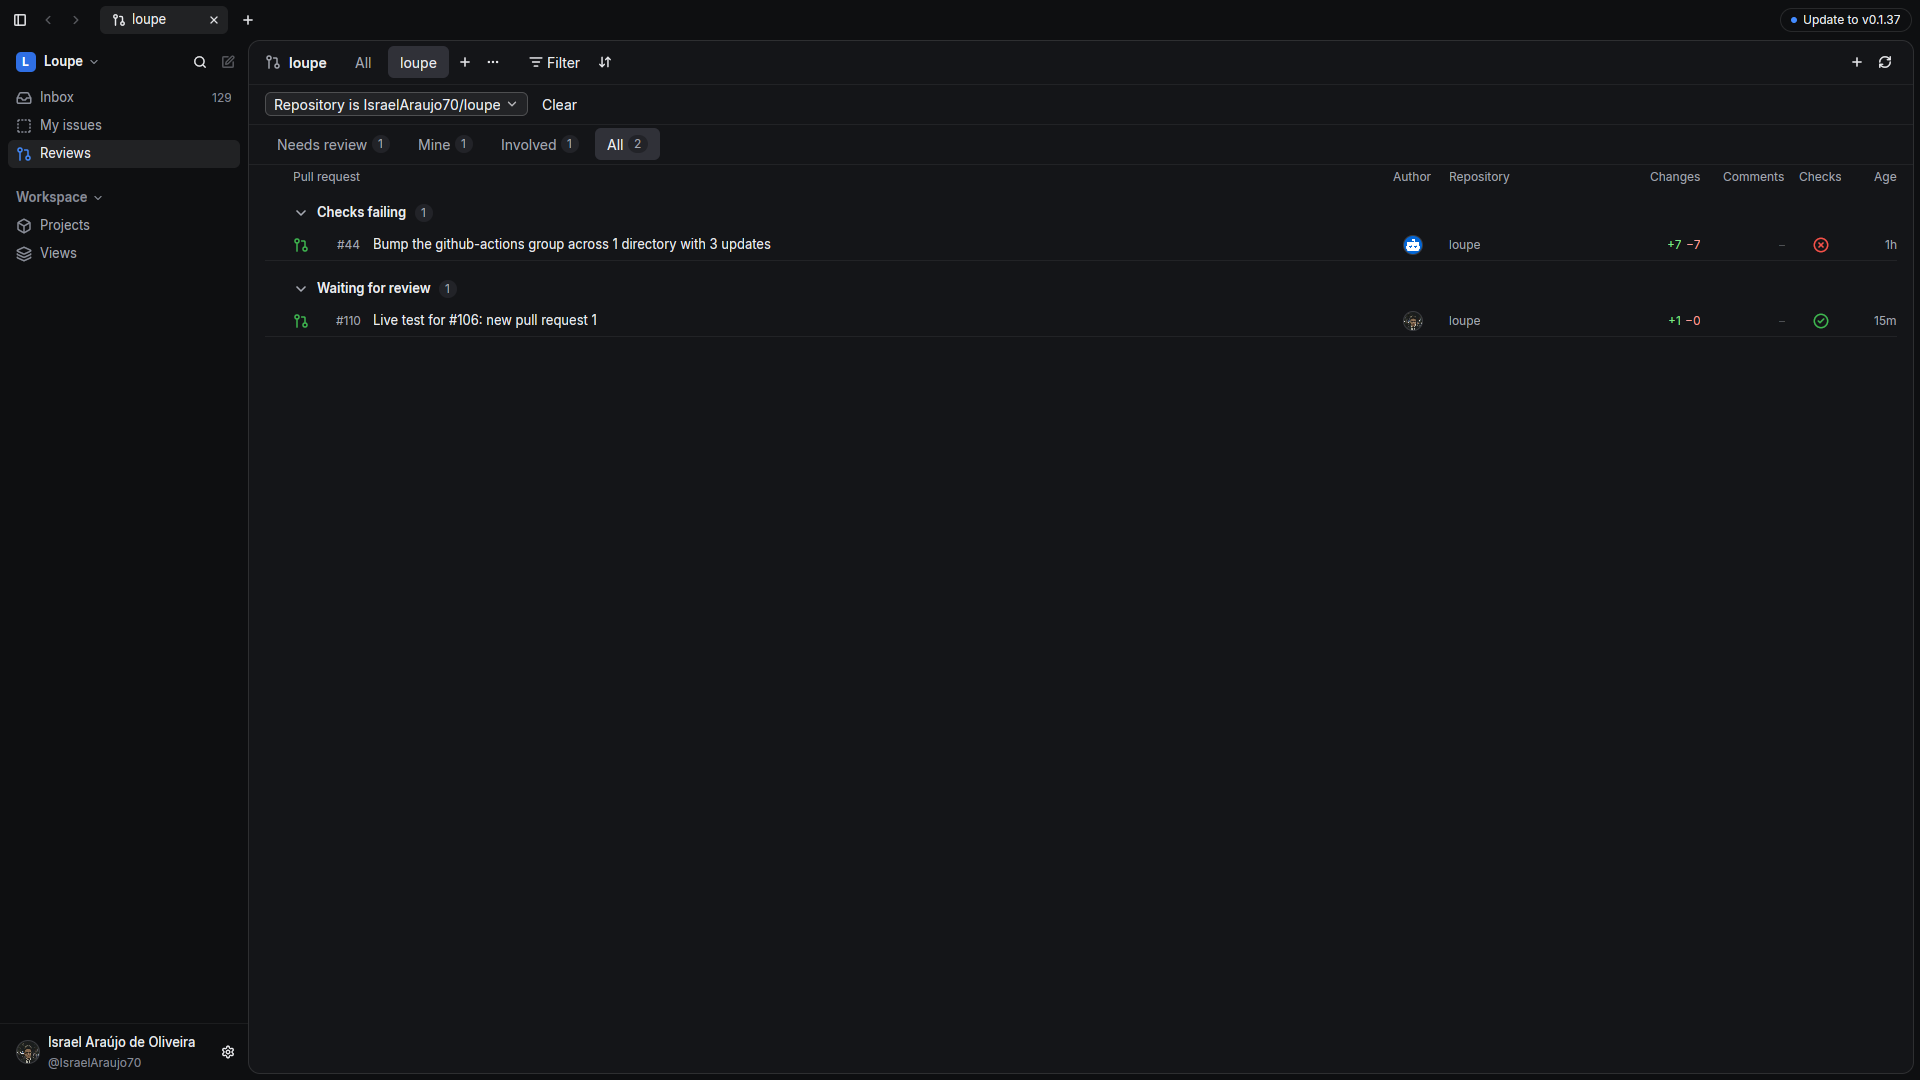 loupe
Update to v0.1.37
L Loupe
Inbox 129
My issues
Reviews
Workspace
Projects
Views
loupe All loupe Filter
Repository is IsraelAraujo70/loupe Clear
Needs review 1 Mine 1 Involved 1 All 2
Pull request Author Repository Changes Comments Checks Age
Checks failing 1
#44 Bump the github-actions group across 1 directory with 3 updates loupe +7 −7 – 1h
Waiting for review 1
#110 Live test for #106: new pull request 1 loupe +1 −0 – 15m
Israel Araújo de Oliveira
@IsraelAraujo70